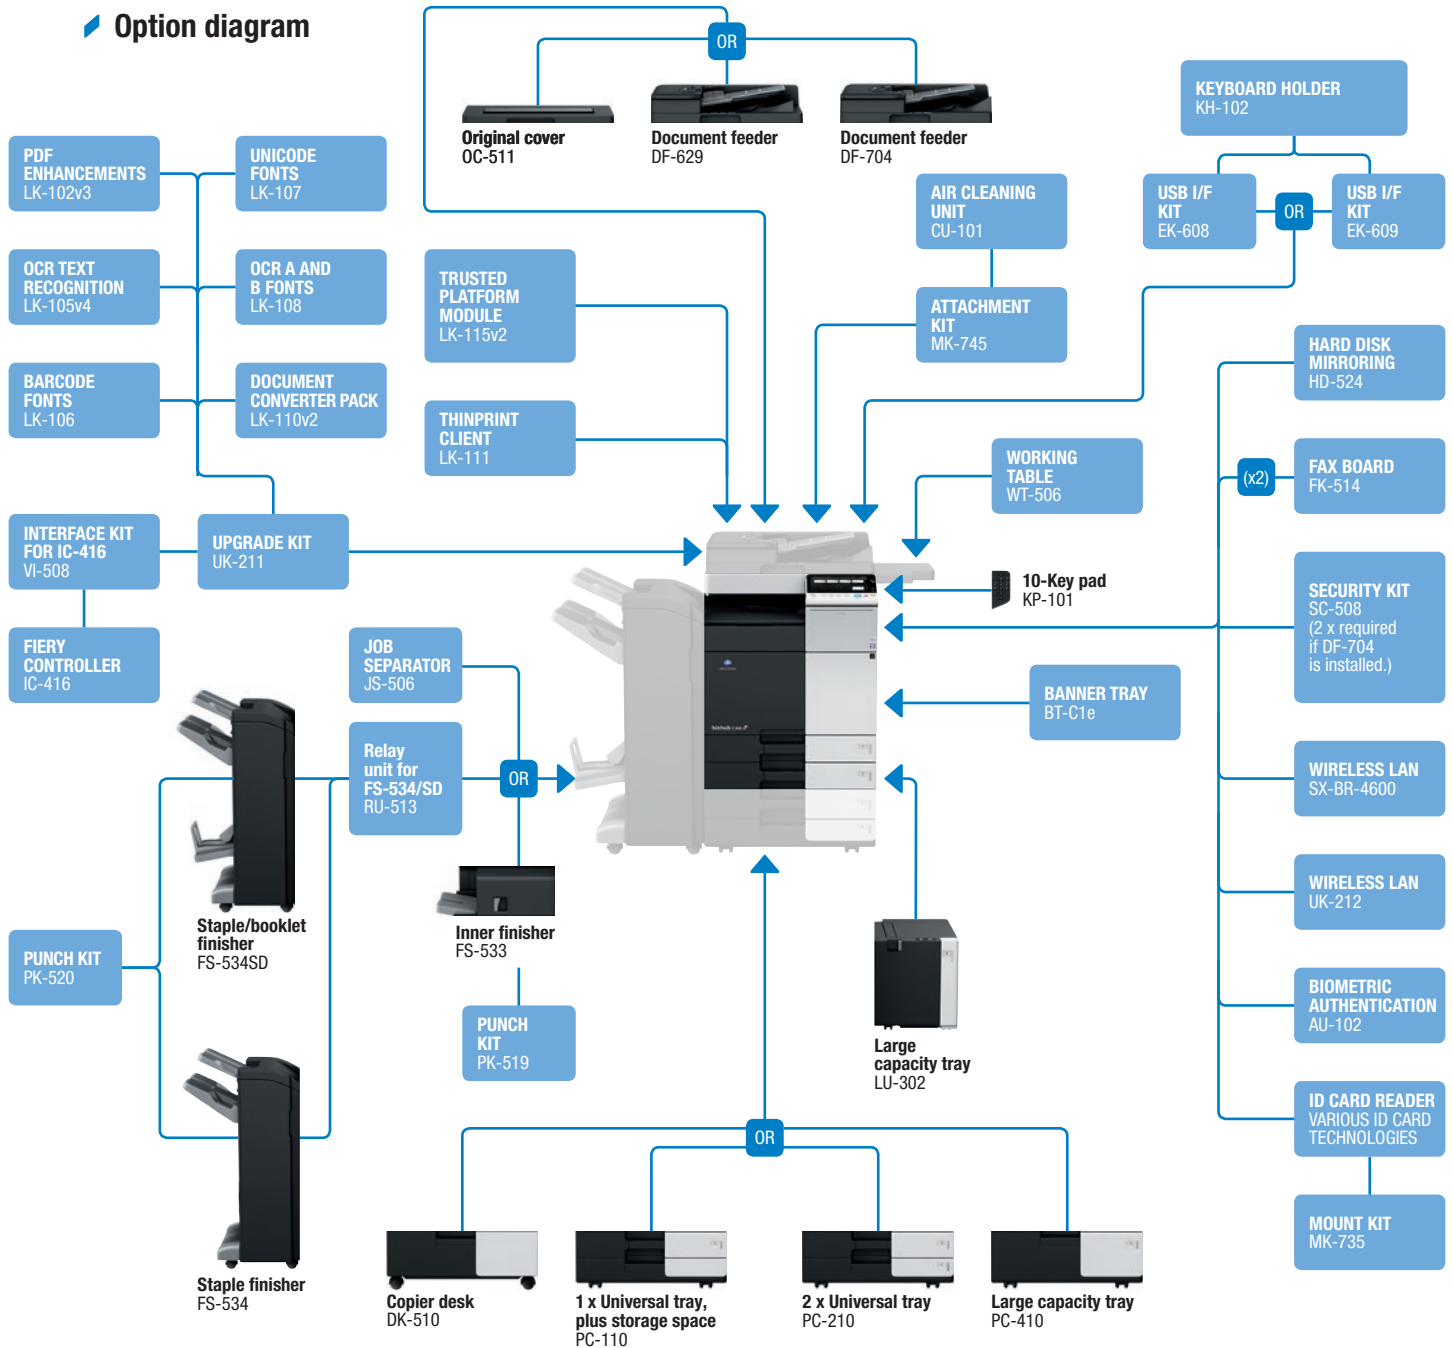 Option diagram
OR
Original cover
OC-511
Document feeder
DF-629
Document feeder
DF-704
KEYBOARD HOLDER
KH-102
PDF
ENHANCEMENTS
LK-102v3
UNICODE
FONTS
LK-107
AIR CLEANING
UNIT
CU-101
USB I/F
KIT
EK-608
OR
USB I/F
KIT
EK-609
OCR TEXT
RECOGNITION
LK-105v4
OCR A AND
B FONTS
LK-108
TRUSTED
PLATFORM
MODULE
LK-115v2
ATTACHMENT
KIT
MK-745
HARD DISK
MIRRORING
HD-524
BARCODE
FONTS
LK-106
DOCUMENT
CONVERTER PACK
LK-110v2
THINPRINT
CLIENT
LK-111
WORKING
TABLE
WT-506
(x2)
FAX BOARD
FK-514
INTERFACE KIT
FOR IC-416
VI-508
UPGRADE KIT
UK-211
10-Key pad
KP-101
SECURITY KIT
SC-508
(2 x required
if DF-704
is installed.)
FIERY
CONTROLLER
IC-416
JOB
SEPARATOR
JS-506
BANNER TRAY
BT-C1e
Relay
unit for
FS-534/SD
RU-513
OR
WIRELESS LAN
SX-BR-4600
WIRELESS LAN
UK-212
Staple/booklet
finisher
FS-534SD
Inner finisher
FS-533
PUNCH KIT
PK-520
BIOMETRIC
AUTHENTICATION
AU-102
PUNCH
KIT
PK-519
Large
capacity tray
LU-302
ID CARD READER
VARIOUS ID CARD
TECHNOLOGIES
OR
MOUNT KIT
MK-735
Staple finisher
FS-534
Copier desk
DK-510
1 x Universal tray,
plus storage space
PC-110
2 x Universal tray
PC-210
Large capacity tray
PC-410